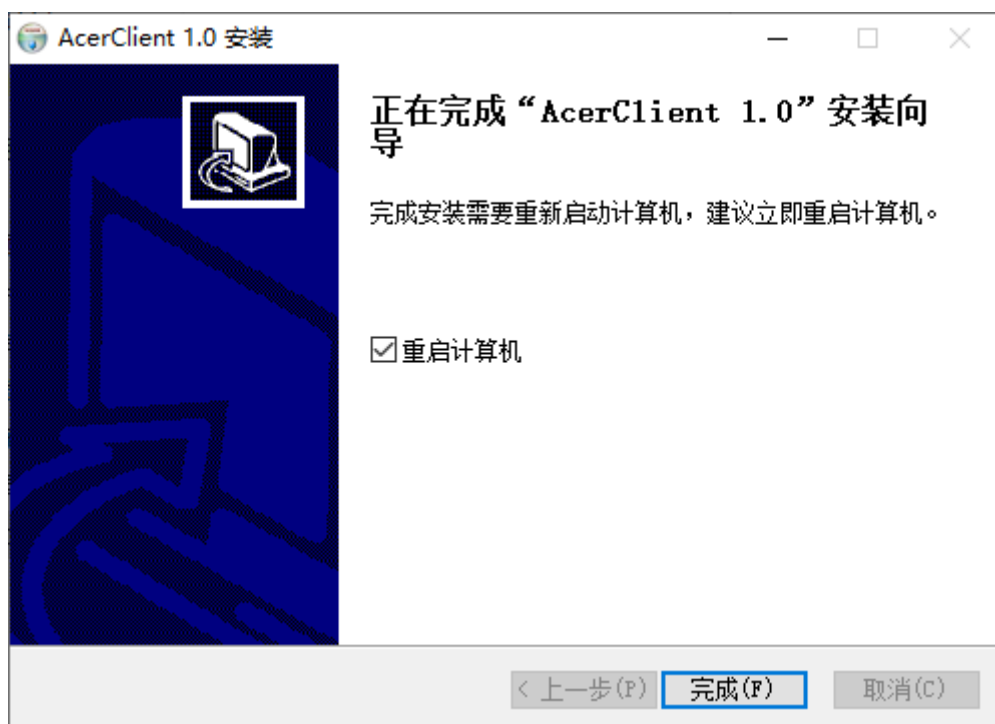 AcerClient 1.0 安装
正在完成“AcerClient 1.0”安装向
导
完成安装需要重新启动计算机，建议立即重启计算机。
重启计算机
< 上一步(P)
完成(F)
取消(C)